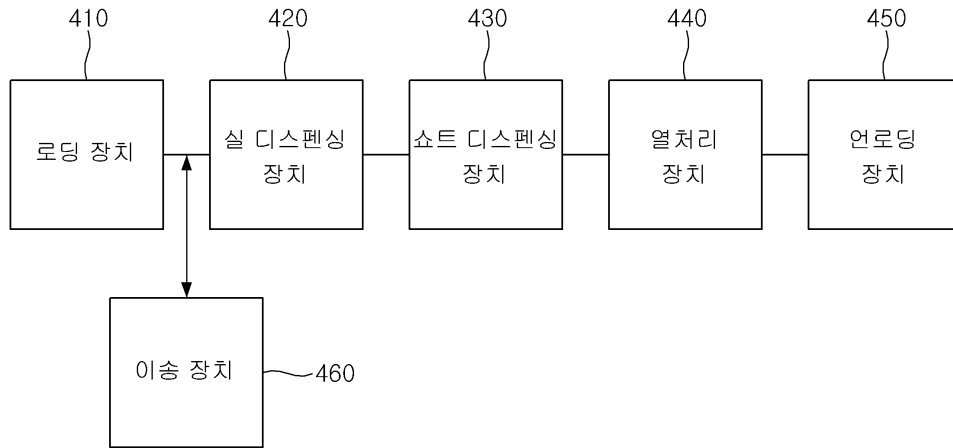 410
420
430
440
450
로딩 장치
실 디스펜싱
장치
쇼트 디스펜싱
장치
열처리
장치
언로딩
장치
이송 장치
460